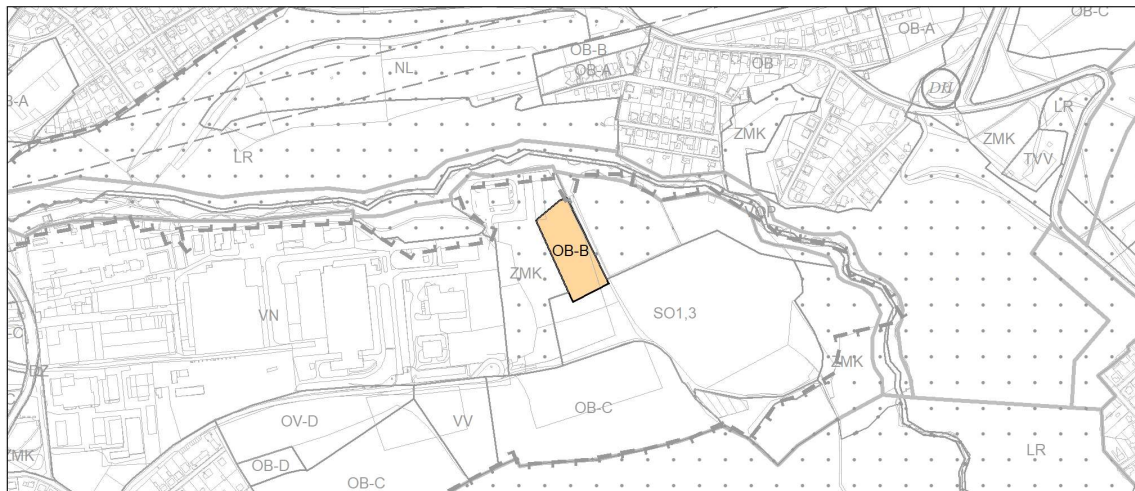 OB-C
OB-A
OB-B
OB
NL
OB-A
B-A
DH
LR
ZMK
ZMK
TVV
LR
VOP
OB-B
ZMK
VN
SO1,3
DZ
ZMK
OB-C
OV-D
VV
OB-D
ZMK
LR
OB-C